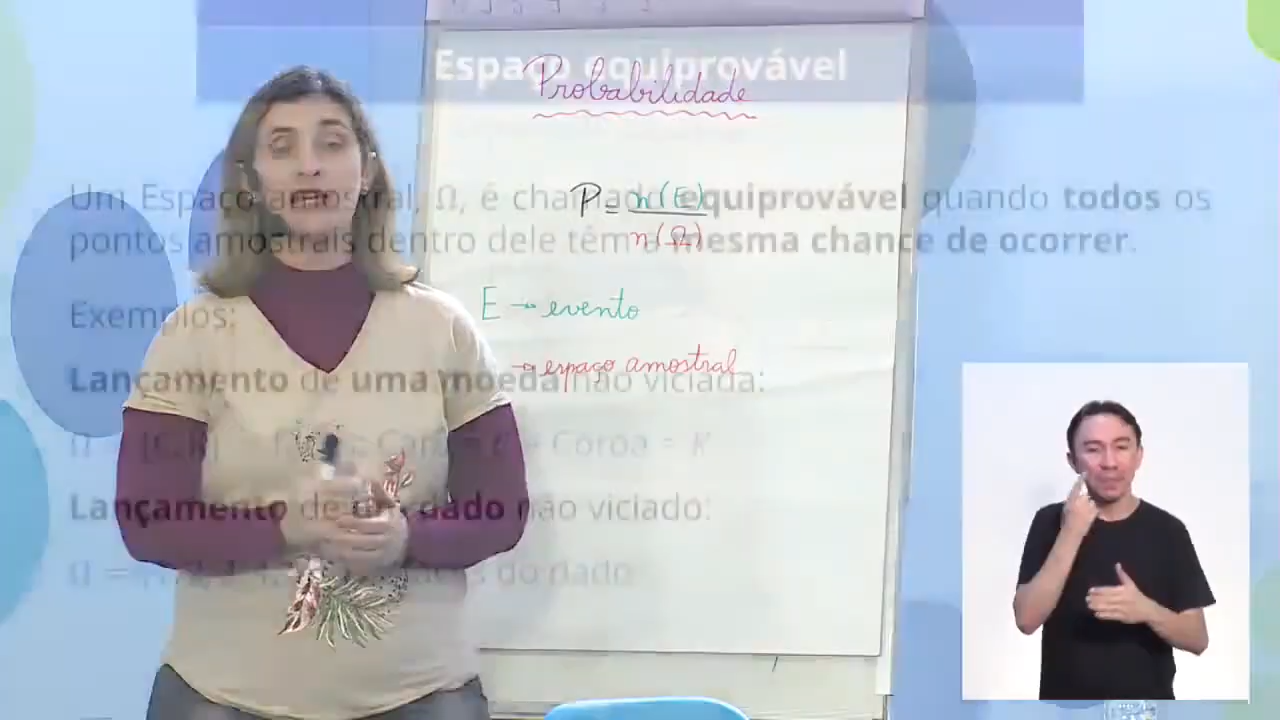 Espaço equiprovável
Probabilidade
Um Espaço amostral, Ω, é chamado equiprovável quando todos os
pontos amostrais dentro dele têm a mesma chance de ocorrer.
P = n(E)
n(Ω)
Exemplos:
E → evento
→ espaço amostral
Lançamento de uma moeda não viciada:
Cara = C e Coroa = K
Lançamento de um dado não viciado:
Ω = do dado